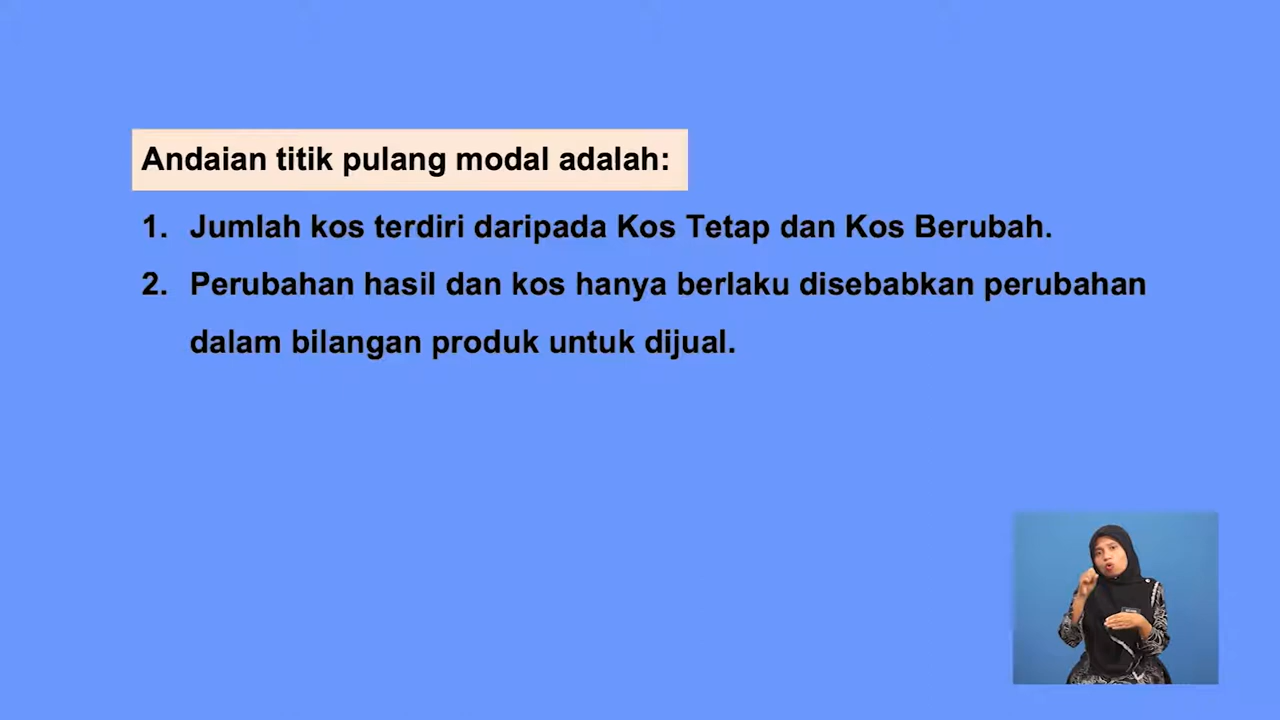 Andaian titik pulang modal adalah:
1. Jumlah kos terdiri daripada Kos Tetap dan Kos Berubah.
2. Perubahan hasil dan kos hanya berlaku disebabkan perubahan
dalam bilangan produk untuk dijual.